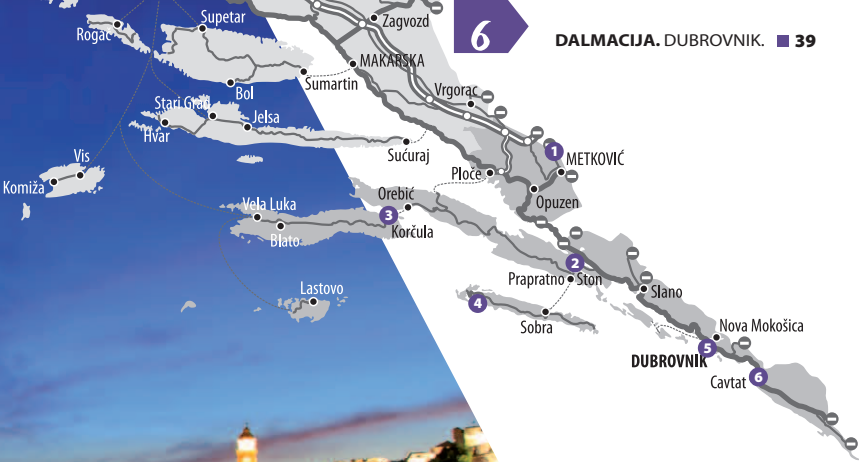 6
DALMACIJA. DUBROVNIK. 39
Supetar
Rogač
Zagvozd
MAKARSKA
Sumartin
Bol
Vrgorac
Stari Grad
Jelsa
Hvar
1
METKOVIĆ
Sućuraj
Vis
Komiža
Ploče
Orebić
Opuzen
Vela Luka
3
Korčula
Blato
2
Prapratno
Ston
Lastovo
4
Slano
Sobra
Nova Mokošica
5
DUBROVNIK
Cavtat
6